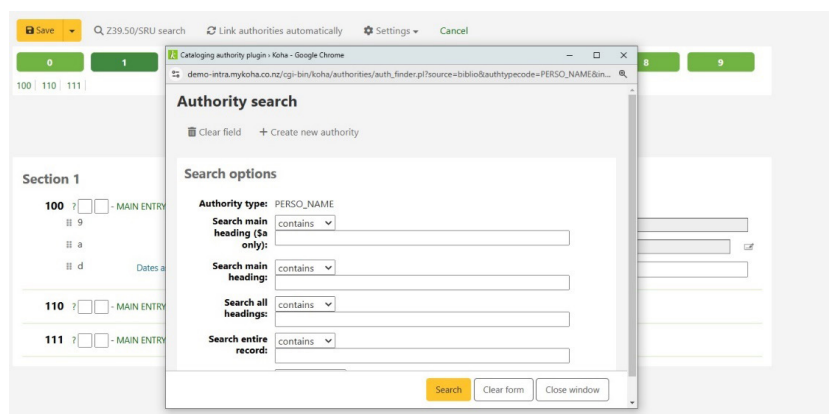 Save
Z39.50/SRU search
Link authorities automatically
Settings
Cancel
0
1
8
9
100 110 111
Cataloging authority plugin › Koha - Google Chrome
demo-intra.mykoha.co.nz/cgi-bin/koha/authorities/auth_finder.pl?source=biblio&authtypecode=PERSO_NAME&in...
Authority search
Clear field
+ Create new authority
Search options
Authority type: PERSO_NAME
Search main heading ($a only):
contains
Search main heading:
contains
Search all headings:
contains
Search entire record:
contains
Search
Clear form
Close window
Section 1
100 ? - MAIN ENTRY
9
a
d
Dates a
110 ? - MAIN ENTRY
111 ? - MAIN ENTRY